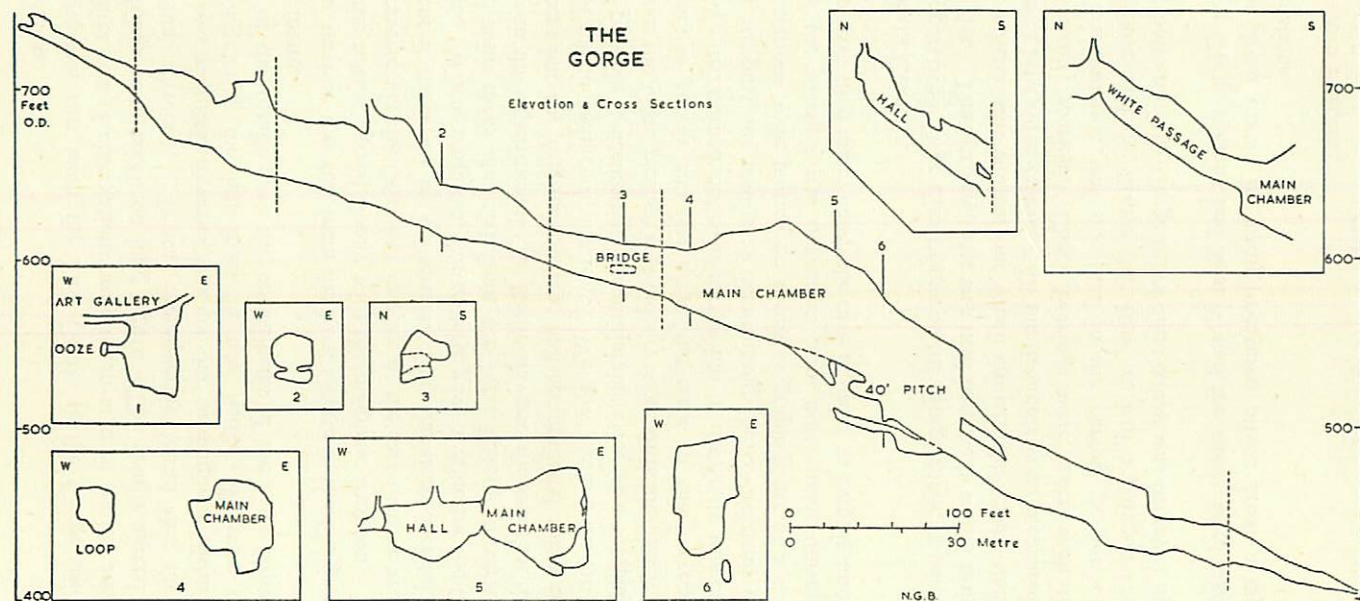 THE
GORGE
Elevation & Cross Sections
700
Feet
O.D.
600
500
400
2
3
4
5
6
BRIDGE
MAIN CHAMBER
40' PITCH
N S
HALL
N S
WHITE PASSAGE
MAIN
CHAMBER
700
600
500
W E
ART GALLERY
OOZE
1
W E
2
N S
3
W E
LOOP
MAIN
CHAMBER
4
W E
HALL
MAIN
CHAMBER
5
W E
6
0 100 Feet
0 30 Metre
N.G.B.